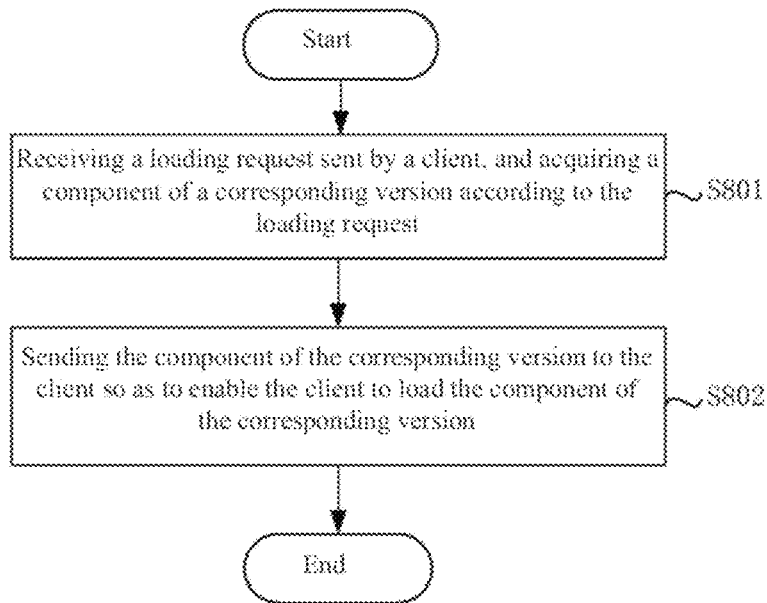 Start
Receiving a loading request sent by a client, and acquiring a
component of a corresponding version according to the
loading request
S801
Sending the component of the corresponding version to the
client so as to enable the client to load the component of
the corresponding version
S802
End